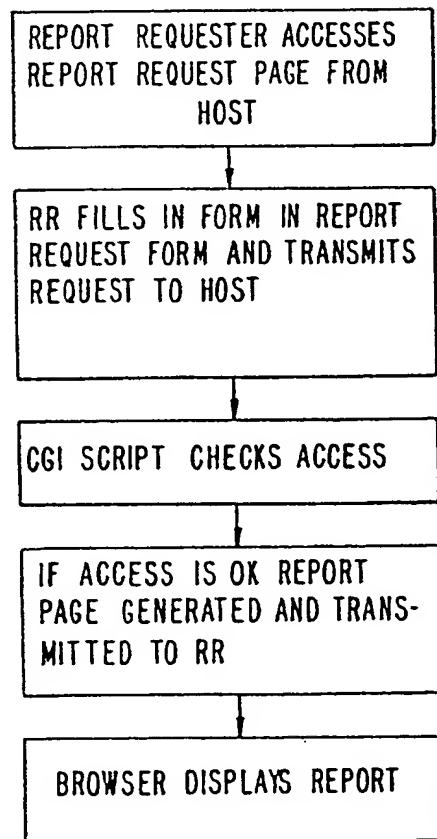 REPORT REQUESTER ACCESSES
REPORT REQUEST PAGE FROM
HOST
RR FILLS IN FORM IN REPORT
REQUEST FORM AND TRANSMITS
REQUEST TO HOST
CGI SCRIPT CHECKS ACCESS
IF ACCESS IS OK REPORT
PAGE GENERATED AND TRANS-
MITTED TO RR
BROWSER DISPLAYS REPORT